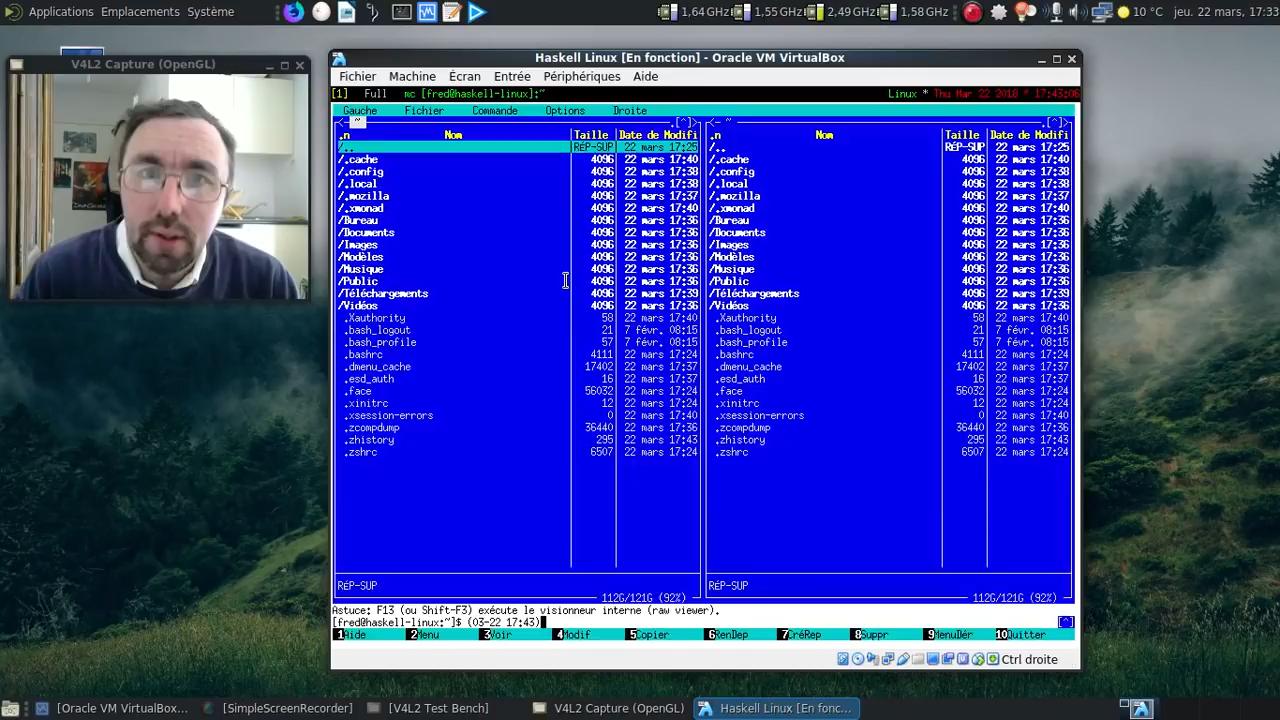 Applications Emplacements Système 1,64GHz 1,55GHz 2,49GHz 1,58GHz 10 °C jeu. 22 mars, 17:33
V4L2 Capture (OpenGL)
Haskell Linux [En fonction] - Oracle VM VirtualBox
Fichier Machine Écran Entrée Périphériques Aide
[1] Full mc [fred@haskell-linux]:~ Linux * Thu Mar 22 2018 * 17:43:06
Gauche Fichier Commande Options Droite
<- ~ .[^]> <- ~ .[^]>
.n Nom Taille Date de Modifi .n Nom Taille Date de Modifi
/.. RÉP-SUP 22 mars 17:25 /.. RÉP-SUP 22 mars 17:25
/.cache 4096 22 mars 17:40 /.cache 4096 22 mars 17:40
/.config 4096 22 mars 17:38 /.config 4096 22 mars 17:38
/.local 4096 22 mars 17:38 /.local 4096 22 mars 17:38
/.mozilla 4096 22 mars 17:37 /.mozilla 4096 22 mars 17:37
/.xmonad 4096 22 mars 17:40 /.xmonad 4096 22 mars 17:40
/Bureau 4096 22 mars 17:36 /Bureau 4096 22 mars 17:36
/Documents 4096 22 mars 17:36 /Documents 4096 22 mars 17:36
/Images 4096 22 mars 17:36 /Images 4096 22 mars 17:36
/Modèles 4096 22 mars 17:36 /Modèles 4096 22 mars 17:36
/Musique 4096 22 mars 17:36 /Musique 4096 22 mars 17:36
/Public 4096 22 mars 17:36 /Public 4096 22 mars 17:36
/Téléchargements 4096 22 mars 17:39 /Téléchargements 4096 22 mars 17:39
/Vidéos 4096 22 mars 17:36 /Vidéos 4096 22 mars 17:36
.Xauthority 58 22 mars 17:40 .Xauthority 58 22 mars 17:40
.bash_logout 21 7 févr. 08:15 .bash_logout 21 7 févr. 08:15
.bash_profile 57 7 févr. 08:15 .bash_profile 57 7 févr. 08:15
.bashrc 4111 22 mars 17:24 .bashrc 4111 22 mars 17:24
.dmenu_cache 17402 22 mars 17:37 .dmenu_cache 17402 22 mars 17:37
.esd_auth 16 22 mars 17:37 .esd_auth 16 22 mars 17:37
.face 56032 22 mars 17:24 .face 56032 22 mars 17:24
.xinitrc 12 22 mars 17:24 .xinitrc 12 22 mars 17:24
.xsession-errors 0 22 mars 17:40 .xsession-errors 0 22 mars 17:40
.zcompdump 36440 22 mars 17:36 .zcompdump 36440 22 mars 17:36
.zhistory 295 22 mars 17:43 .zhistory 295 22 mars 17:43
.zshrc 6507 22 mars 17:24 .zshrc 6507 22 mars 17:24
RÉP-SUP RÉP-SUP
112G/121G (92%) 112G/121G (92%)
Astuce: F13 (ou Shift-F3) exécute le visionneur interne (raw viewer).
[fred@haskell-linux:~]$ (03-22 17:43) [^]
1Aide 2Menu 3Voir 4Modif 5Copier 6RenDep 7CréRep 8Suppr 9MenuDér 10Quitter
Ctrl droite
[Oracle VM VirtualBox... [SimpleScreenRecorder] [V4L2 Test Bench] V4L2 Capture (OpenGL) Haskell Linux [En fonc...